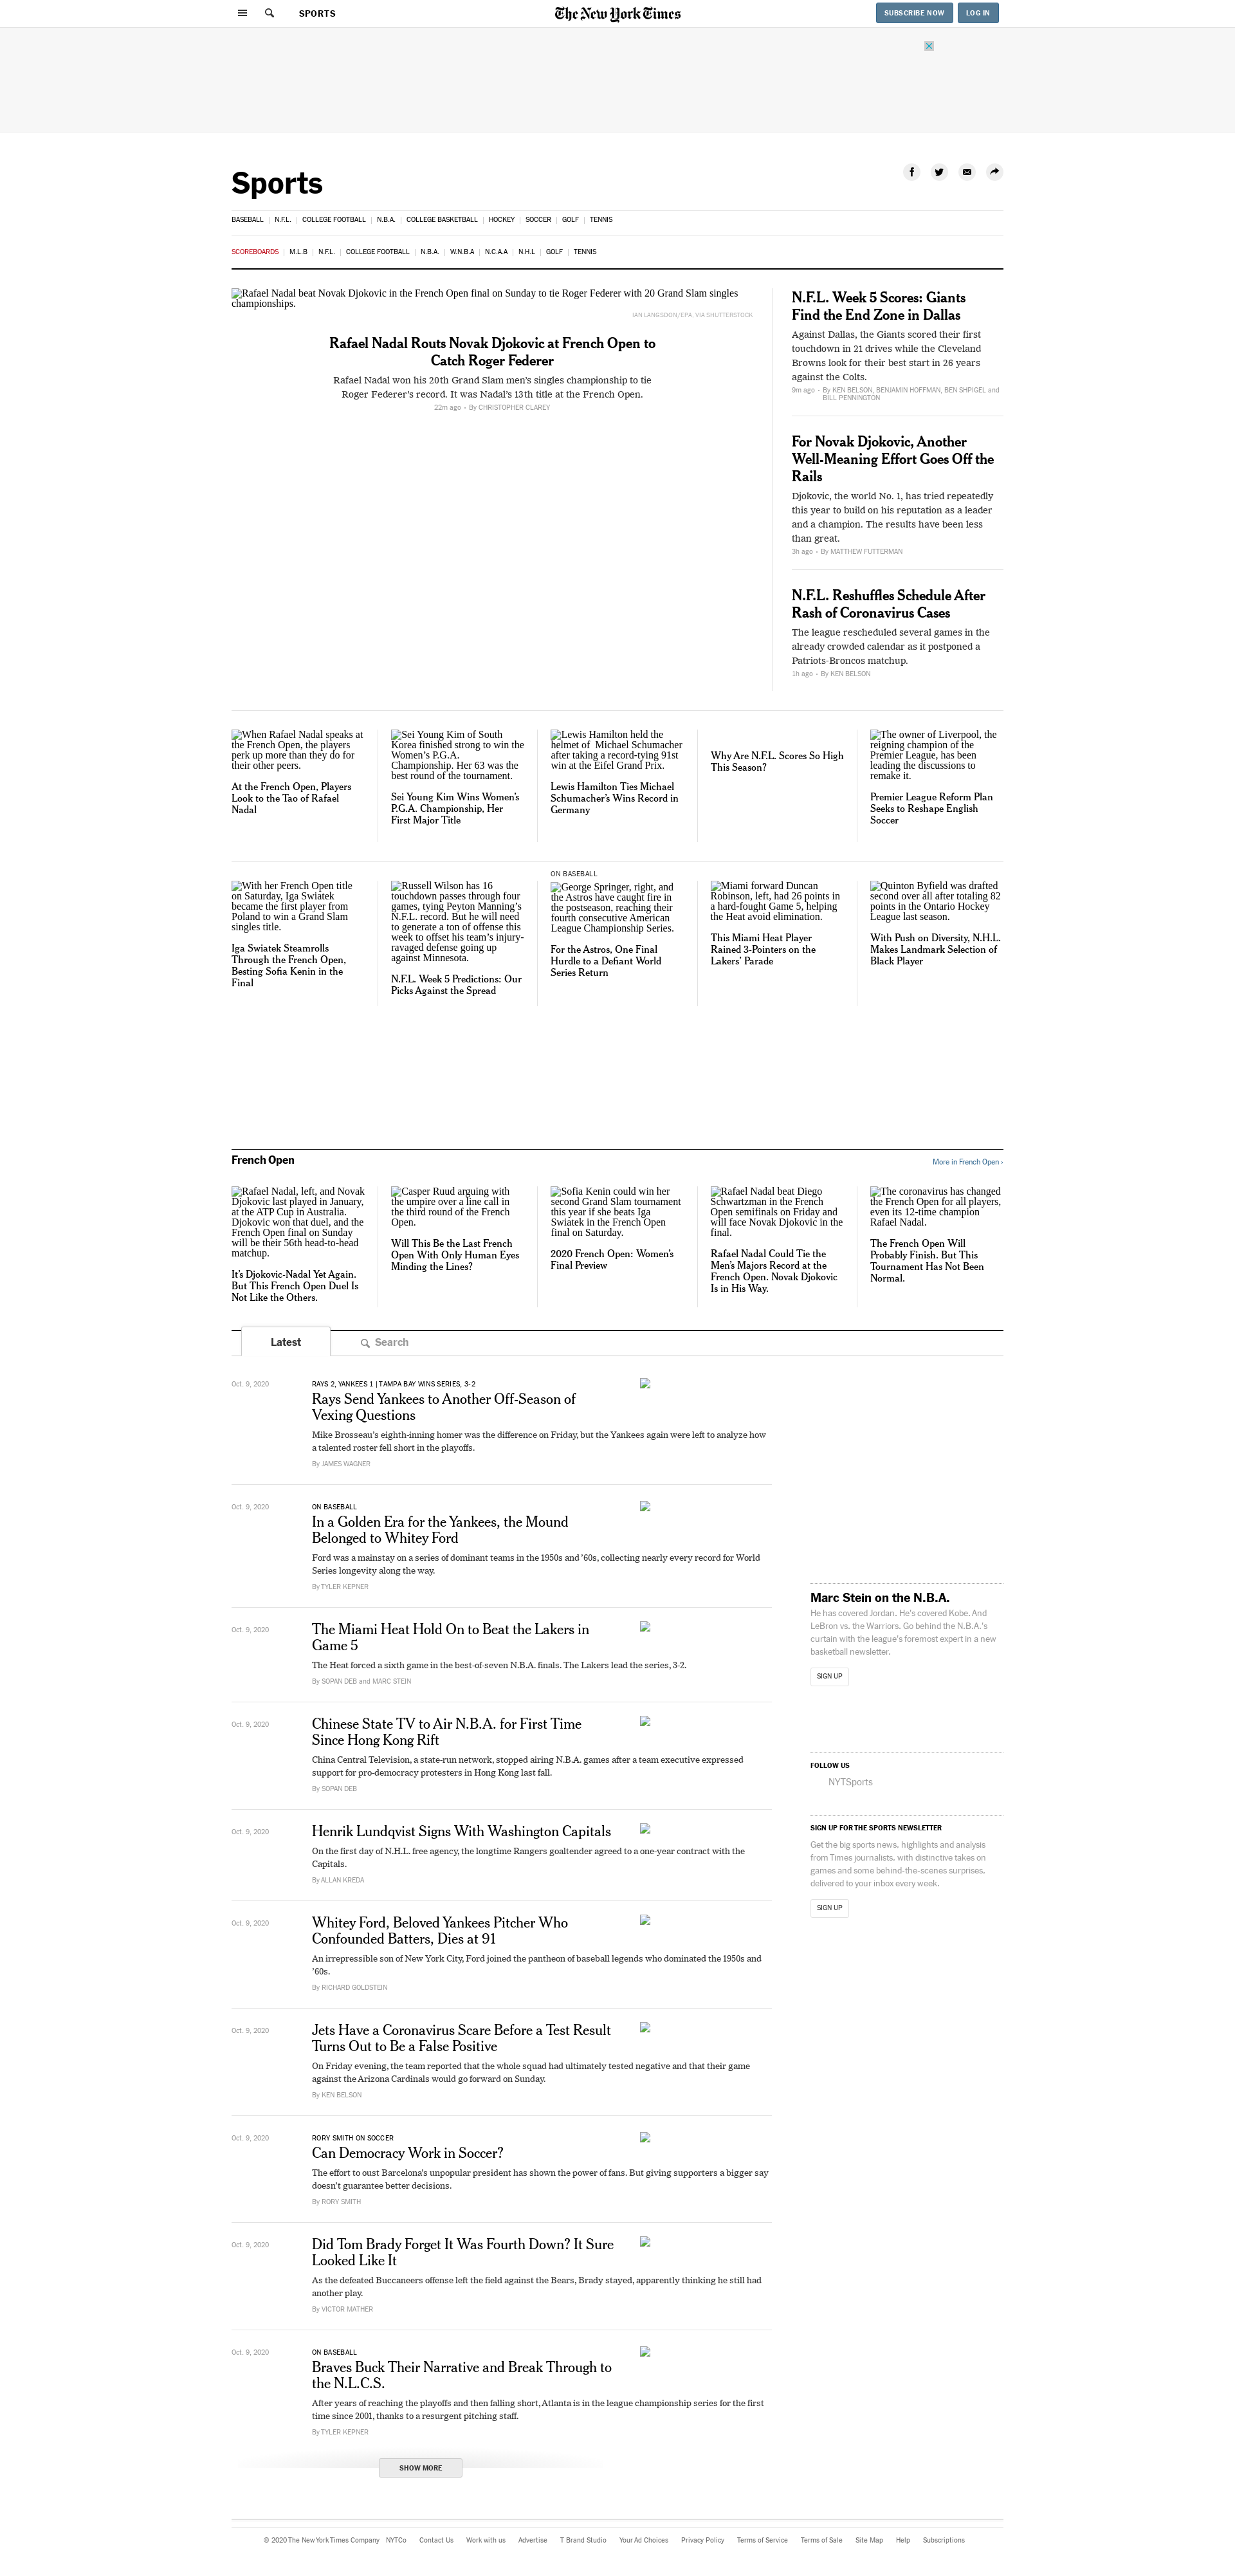 SPORTS
The New York Times
SUBSCRIBE NOW
LOG IN
Sports
BASEBALL | N.F.L. | COLLEGE FOOTBALL | N.B.A. | COLLEGE BASKETBALL | HOCKEY | SOCCER | GOLF | TENNIS
SCOREBOARDS | M.L.B | N.F.L. | COLLEGE FOOTBALL | N.B.A. | W.N.B.A | N.C.A.A | N.H.L | GOLF | TENNIS
Rafael Nadal beat Novak Djokovic in the French Open final on Sunday to tie Roger Federer with 20 Grand Slam singles
championships.
IAN LANGSDON/EPA, VIA SHUTTERSTOCK
Rafael Nadal Routs Novak Djokovic at French Open to
Catch Roger Federer
Rafael Nadal won his 20th Grand Slam men's singles championship to tie
Roger Federer's record. It was Nadal's 13th title at the French Open.
22m ago • By CHRISTOPHER CLAREY
N.F.L. Week 5 Scores: Giants
Find the End Zone in Dallas
Against Dallas, the Giants scored their first
touchdown in 21 drives while the Cleveland
Browns look for their best start in 26 years
against the Colts.
9m ago • By KEN BELSON, BENJAMIN HOFFMAN, BEN SHPIGEL and
BILL PENNINGTON
For Novak Djokovic, Another
Well-Meaning Effort Goes Off the
Rails
Djokovic, the world No. 1, has tried repeatedly
this year to build on his reputation as a leader
and a champion. The results have been less
than great.
3h ago • By MATTHEW FUTTERMAN
N.F.L. Reshuffles Schedule After
Rash of Coronavirus Cases
The league rescheduled several games in the
already crowded calendar as it postponed a
Patriots-Broncos matchup.
1h ago • By KEN BELSON
When Rafael Nadal speaks at
the French Open, the players
perk up more than they do for
their other peers.
At the French Open, Players
Look to the Tao of Rafael
Nadal
Sei Young Kim of South
Korea finished strong to win the
Women's P.G.A.
Championship. Her 63 was the
best round of the tournament.
Sei Young Kim Wins Women's
P.G.A. Championship, Her
First Major Title
Lewis Hamilton held the
helmet of Michael Schumacher
after taking a record-tying 91st
win at the Eifel Grand Prix.
Lewis Hamilton Ties Michael
Schumacher's Wins Record in
Germany
Why Are N.F.L. Scores So High
This Season?
The owner of Liverpool, the
reigning champion of the
Premier League, has been
leading the discussions to
remake it.
Premier League Reform Plan
Seeks to Reshape English
Soccer
With her French Open title
on Saturday, Iga Swiatek
became the first player from
Poland to win a Grand Slam
singles title.
Iga Swiatek Steamrolls
Through the French Open,
Besting Sofia Kenin in the
Final
Russell Wilson has 16
touchdown passes through four
games, tying Peyton Manning's
N.F.L. record. But he will need
to generate a ton of offense this
week to offset his team's injury-
ravaged defense going up
against Minnesota.
N.F.L. Week 5 Predictions: Our
Picks Against the Spread
ON BASEBALL
George Springer, right, and
the Astros have caught fire in
the postseason, reaching their
fourth consecutive American
League Championship Series.
For the Astros, One Final
Hurdle to a Defiant World
Series Return
Miami forward Duncan
Robinson, left, had 26 points in
a hard-fought Game 5, helping
the Heat avoid elimination.
This Miami Heat Player
Rained 3-Pointers on the
Lakers' Parade
Quinton Byfield was drafted
second over all after totaling 82
points in the Ontario Hockey
League last season.
With Push on Diversity, N.H.L.
Makes Landmark Selection of
Black Player
French Open
More in French Open ›
Rafael Nadal, left, and Novak
Djokovic last played in January,
at the ATP Cup in Australia.
Djokovic won that duel, and the
French Open final on Sunday
will be their 56th head-to-head
matchup.
It's Djokovic-Nadal Yet Again.
But This French Open Duel Is
Not Like the Others.
Casper Ruud arguing with
the umpire over a line call in
the third round of the French
Open.
Will This Be the Last French
Open With Only Human Eyes
Minding the Lines?
Sofia Kenin could win her
second Grand Slam tournament
this year if she beats Iga
Swiatek in the French Open
final on Saturday.
2020 French Open: Women's
Final Preview
Rafael Nadal beat Diego
Schwartzman in the French
Open semifinals on Friday and
will face Novak Djokovic in the
final.
Rafael Nadal Could Tie the
Men's Majors Record at the
French Open. Novak Djokovic
Is in His Way.
The coronavirus has changed
the French Open for all players,
even its 12-time champion
Rafael Nadal.
The French Open Will
Probably Finish. But This
Tournament Has Not Been
Normal.
Latest
Search
Oct. 9, 2020
RAYS 2, YANKEES 1 | TAMPA BAY WINS SERIES, 3-2
Rays Send Yankees to Another Off-Season of
Vexing Questions
Mike Brosseau's eighth-inning homer was the difference on Friday, but the Yankees again were left to analyze how
a talented roster fell short in the playoffs.
By JAMES WAGNER
Oct. 9, 2020
ON BASEBALL
In a Golden Era for the Yankees, the Mound
Belonged to Whitey Ford
Ford was a mainstay on a series of dominant teams in the 1950s and '60s, collecting nearly every record for World
Series longevity along the way.
By TYLER KEPNER
Oct. 9, 2020
The Miami Heat Hold On to Beat the Lakers in
Game 5
The Heat forced a sixth game in the best-of-seven N.B.A. finals. The Lakers lead the series, 3-2.
By SOPAN DEB and MARC STEIN
Oct. 9, 2020
Chinese State TV to Air N.B.A. for First Time
Since Hong Kong Rift
China Central Television, a state-run network, stopped airing N.B.A. games after a team executive expressed
support for pro-democracy protesters in Hong Kong last fall.
By SOPAN DEB
Oct. 9, 2020
Henrik Lundqvist Signs With Washington Capitals
On the first day of N.H.L. free agency, the longtime Rangers goaltender agreed to a one-year contract with the
Capitals.
By ALLAN KREDA
Oct. 9, 2020
Whitey Ford, Beloved Yankees Pitcher Who
Confounded Batters, Dies at 91
An irrepressible son of New York City, Ford joined the pantheon of baseball legends who dominated the 1950s and
'60s.
By RICHARD GOLDSTEIN
Oct. 9, 2020
Jets Have a Coronavirus Scare Before a Test Result
Turns Out to Be a False Positive
On Friday evening, the team reported that the whole squad had ultimately tested negative and that their game
against the Arizona Cardinals would go forward on Sunday.
By KEN BELSON
Oct. 9, 2020
RORY SMITH ON SOCCER
Can Democracy Work in Soccer?
The effort to oust Barcelona's unpopular president has shown the power of fans. But giving supporters a bigger say
doesn't guarantee better decisions.
By RORY SMITH
Oct. 9, 2020
Did Tom Brady Forget It Was Fourth Down? It Sure
Looked Like It
As the defeated Buccaneers offense left the field against the Bears, Brady stayed, apparently thinking he still had
another play.
By VICTOR MATHER
Oct. 9, 2020
ON BASEBALL
Braves Buck Their Narrative and Break Through to
the N.L.C.S.
After years of reaching the playoffs and then falling short, Atlanta is in the league championship series for the first
time since 2001, thanks to a resurgent pitching staff.
By TYLER KEPNER
SHOW MORE
Marc Stein on the N.B.A.
He has covered Jordan. He's covered Kobe. And
LeBron vs. the Warriors. Go behind the N.B.A.'s
curtain with the league's foremost expert in a new
basketball newsletter.
SIGN UP
FOLLOW US
NYTSports
SIGN UP FOR THE SPORTS NEWSLETTER
Get the big sports news, highlights and analysis
from Times journalists, with distinctive takes on
games and some behind-the-scenes surprises,
delivered to your inbox every week.
SIGN UP
© 2020 The New York Times Company NYTCo Contact Us Work with us Advertise T Brand Studio Your Ad Choices Privacy Policy Terms of Service Terms of Sale Site Map Help Subscriptions